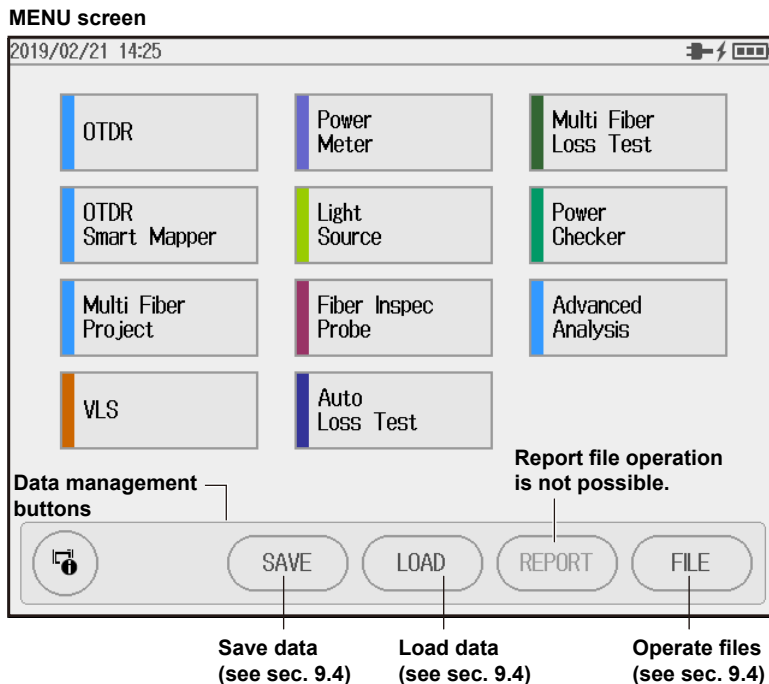 MENU screen
2019/02/21 14:25
OTDR
Power
Meter
Multi Fiber
Loss Test
OTDR
Smart Mapper
Light
Source
Power
Checker
Multi Fiber
Project
Fiber Inspec
Probe
Advanced
Analysis
VLS
Auto
Loss Test
Data management
buttons
Report file operation
is not possible.
SAVE
LOAD
REPORT
FILE
Save data
(see sec. 9.4)
Load data
(see sec. 9.4)
Operate files
(see sec. 9.4)